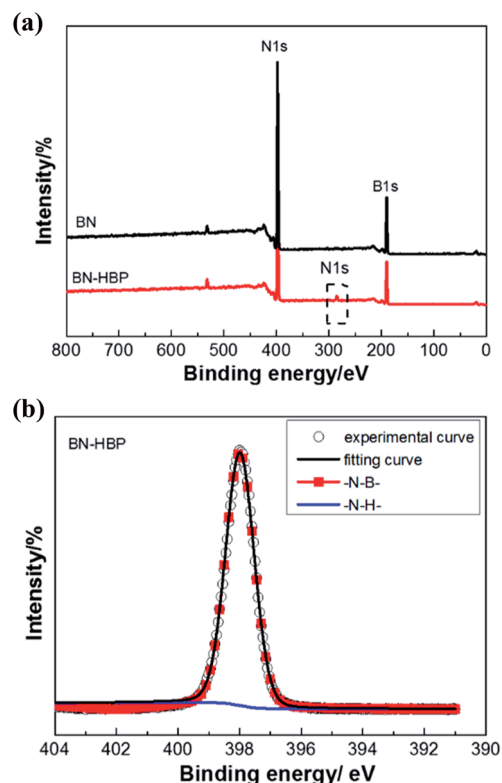 (a)
N1s
B1s
BN
BN-HBP
N1s
Intensity/%
800 700 600 500 400 300 200 100 0
Binding energy/eV
(b)
BN-HBP
experimental curve
fitting curve
-N-B-
-N-H-
Intensity/%
404 402 400 398 396 394 392 390
Binding energy/ eV